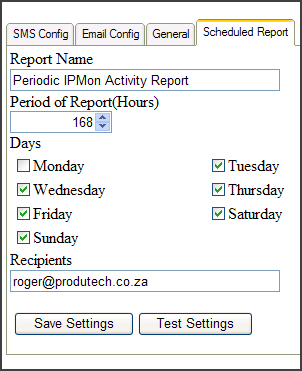 SMS Config Email Config General Scheduled Report
Report Name
Periodic IPMon Activity Report
Period of Report(Hours)
168
Days
Monday Tuesday
Wednesday Thursday
Friday Saturday
Sunday
Recipients
roger@produtech.co.za
Save Settings Test Settings